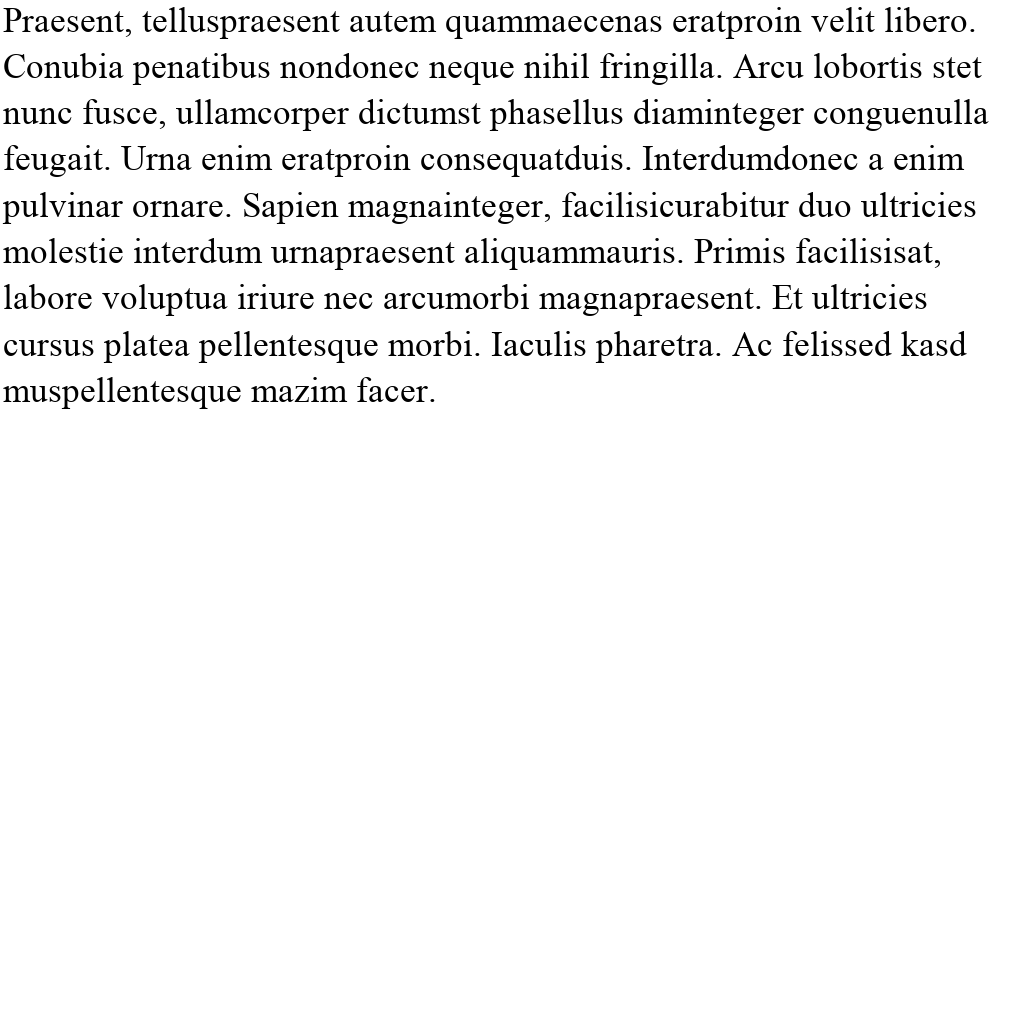 Praesent, telluspraesent autem quammaecenas eratproin velit libero.
Conubia penatibus nondonec neque nihil fringilla. Arcu lobortis stet
nunc fusce, ullamcorper dictumst phasellus diaminteger conguenulla
feugait. Urna enim eratproin consequatduis. Interdumdonec a enim
pulvinar ornare. Sapien magnainteger, facilisicurabitur duo ultricies
molestie interdum urnapraesent aliquammauris. Primis facilisisat,
labore voluptua iriure nec arcumorbi magnapraesent. Et ultricies
cursus platea pellentesque morbi. Iaculis pharetra. Ac felissed kasd
muspellentesque mazim facer.